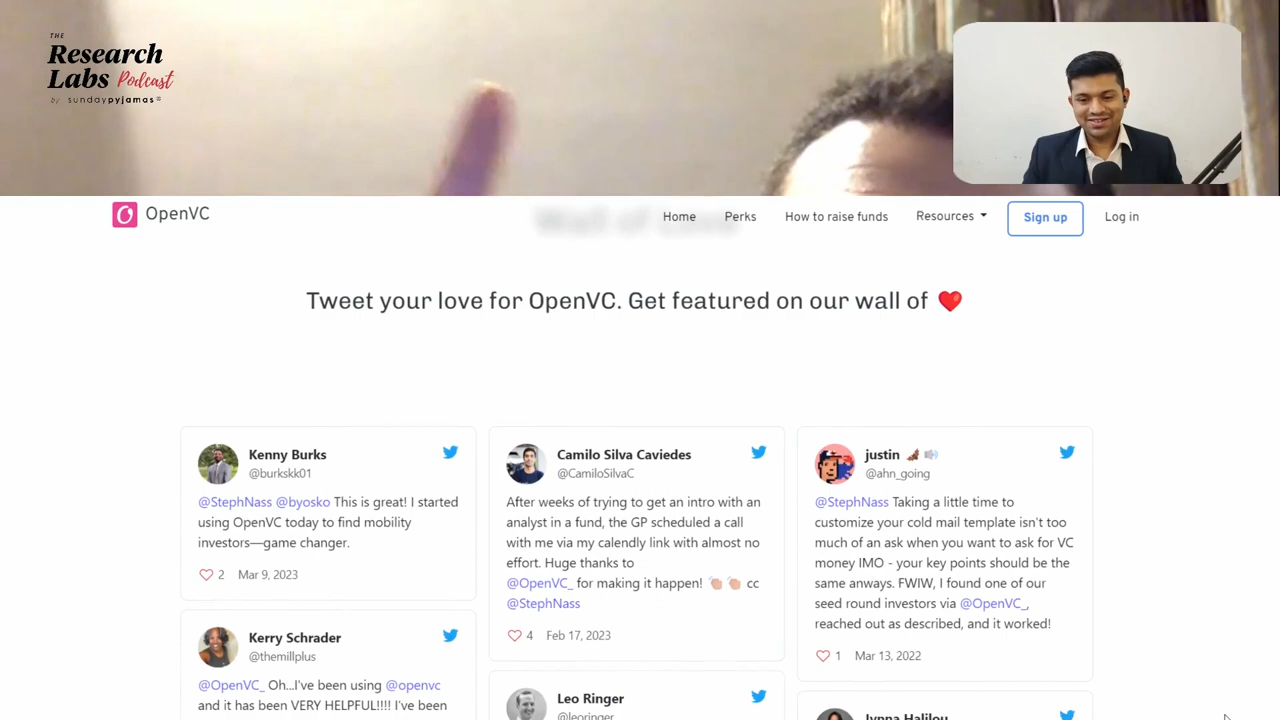 THE
Research
Labs Podcast
by sundaypyjamas
OpenVC
Wall of Love
Home
Perks
How to raise funds
Resources
Sign up
Log in
Tweet your love for OpenVC. Get featured on our wall of ❤️
Kenny Burks
@burkskk01
@StephNass @byosko This is great! I started
using OpenVC today to find mobility
investors—game changer.
2 Mar 9, 2023
Kerry Schrader
@themillplus
@OpenVC_ Oh...I've been using @openvc
and it has been VERY HELPFUL!!!! I've been
Camilo Silva Caviedes
@CamiloSilvaC
After weeks of trying to get an intro with an
analyst in a fund, the GP scheduled a call
with me via my calendly link with almost no
effort. Huge thanks to
@OpenVC_ for making it happen! 👏🏼 👏🏼 cc
@StephNass
4 Feb 17, 2023
Leo Ringer
@leoringer
justin
@ahn_going
@StephNass Taking a little time to
customize your cold mail template isn't too
much of an ask when you want to ask for VC
money IMO - your key points should be the
same anways. FWIW, I found one of our
seed round investors via @OpenVC_,
reached out as described, and it worked!
1 Mar 13, 2022
Lynna Halilou